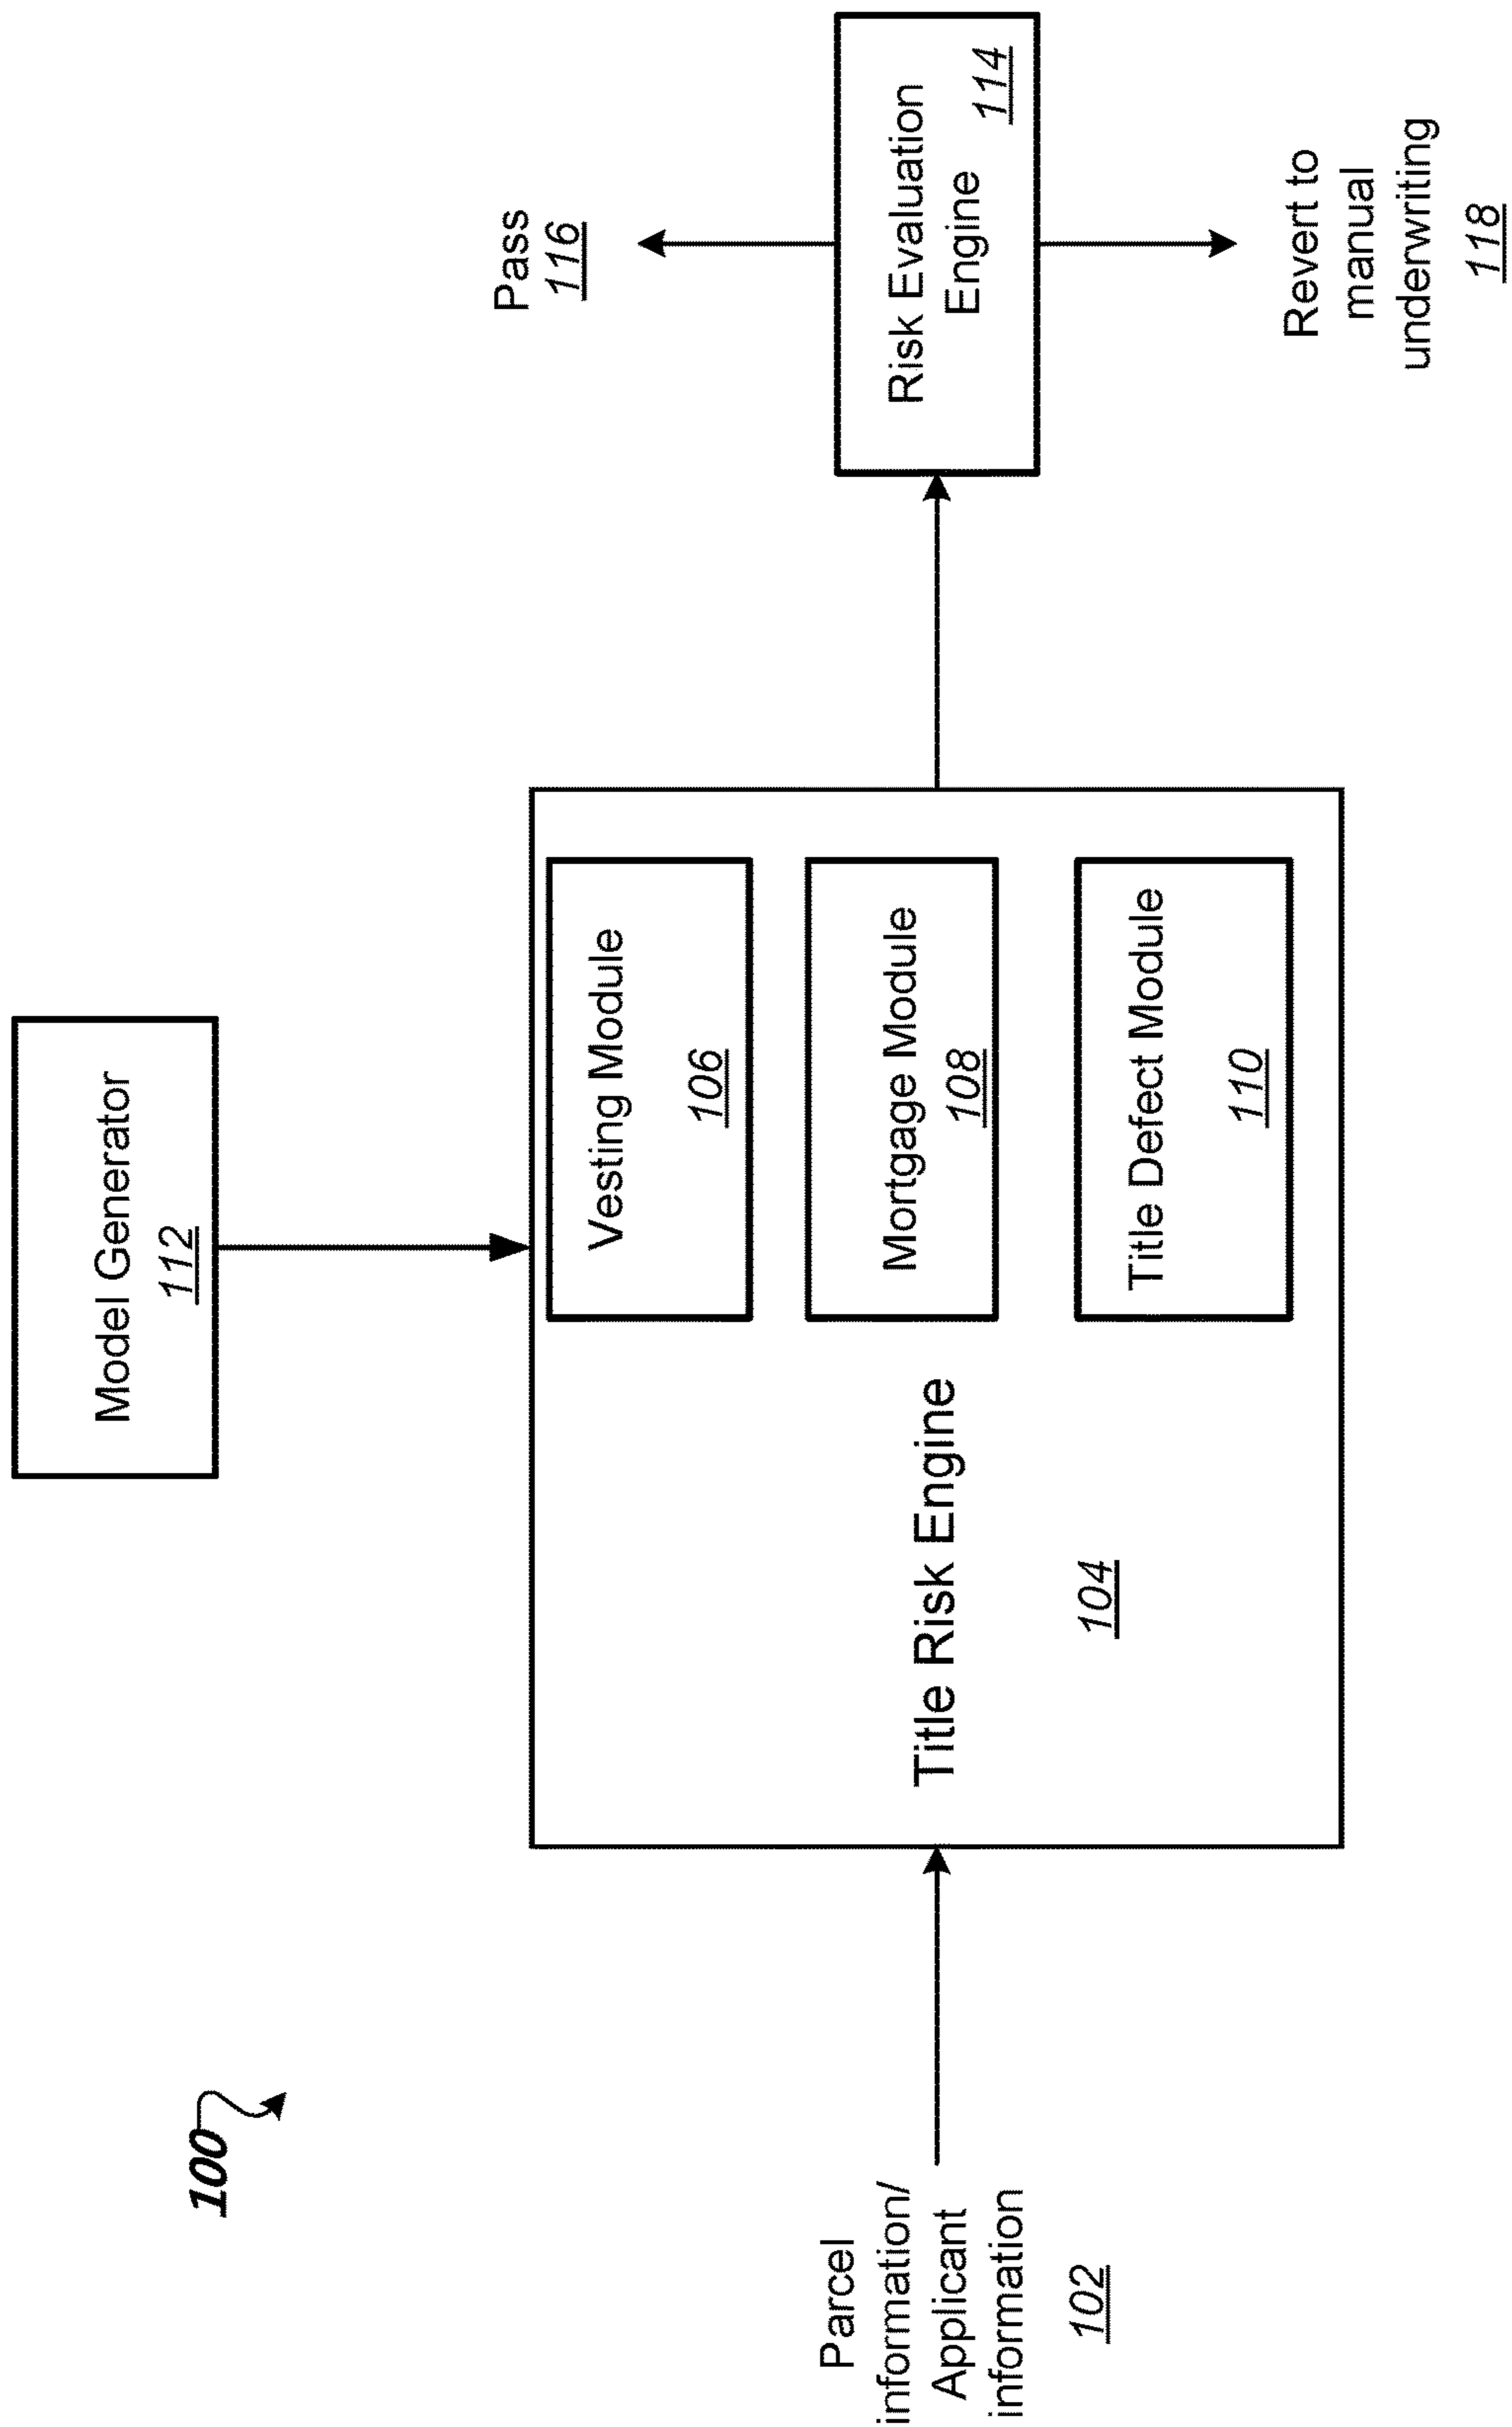 100
Model Generator
112
Parcel
information/
Applicant
information
102
Title Risk Engine
104
Vesting Module
106
Mortgage Module
108
Title Defect Module
110
Pass
116
Risk Evaluation
Engine
114
Revert to
manual
underwriting
118